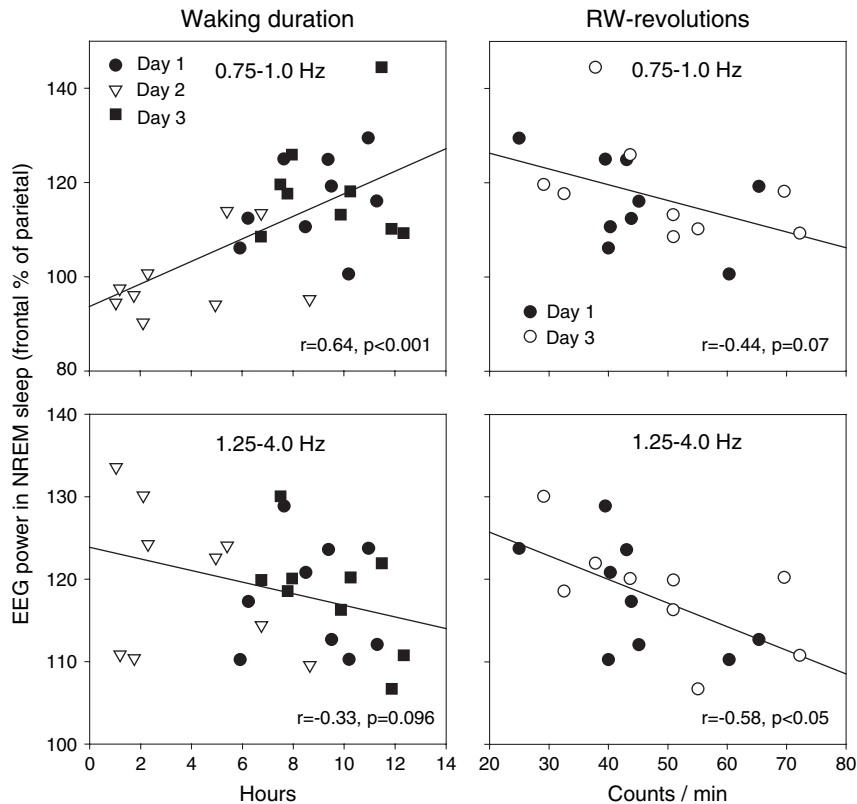 Waking duration
RW-revolutions
EEG power in NREM sleep (frontal % of parietal)
140
120
100
80
Day 1
Day 2
Day 3
0.75-1.0 Hz
r=0.64, p<0.001
0.75-1.0 Hz
Day 1
Day 3
r=-0.44, p=0.07
140
130
120
110
100
1.25-4.0 Hz
r=-0.33, p=0.096
0 2 4 6 8 10 12 14
Hours
1.25-4.0 Hz
r=-0.58, p<0.05
20 30 40 50 60 70 80
Counts / min